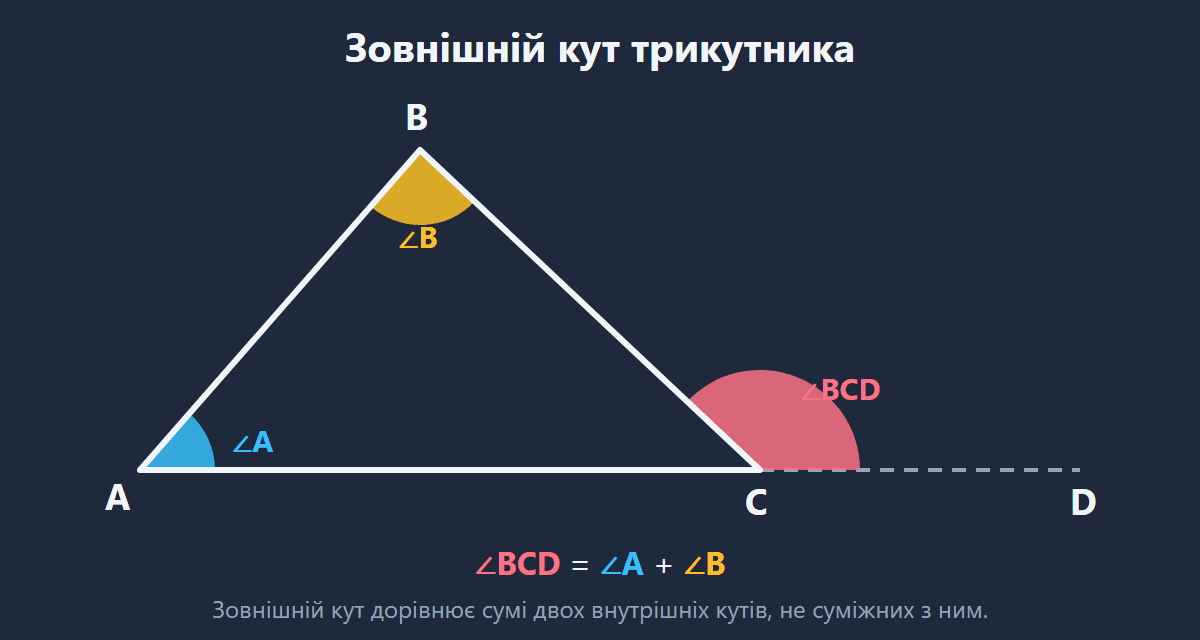 Зовнішній кут трикутника
B
∠B
∠BCD
∠A
A
C
D
∠BCD = ∠A + ∠B
Зовнішній кут дорівнює сумі двох внутрішніх кутів, не суміжних з ним.